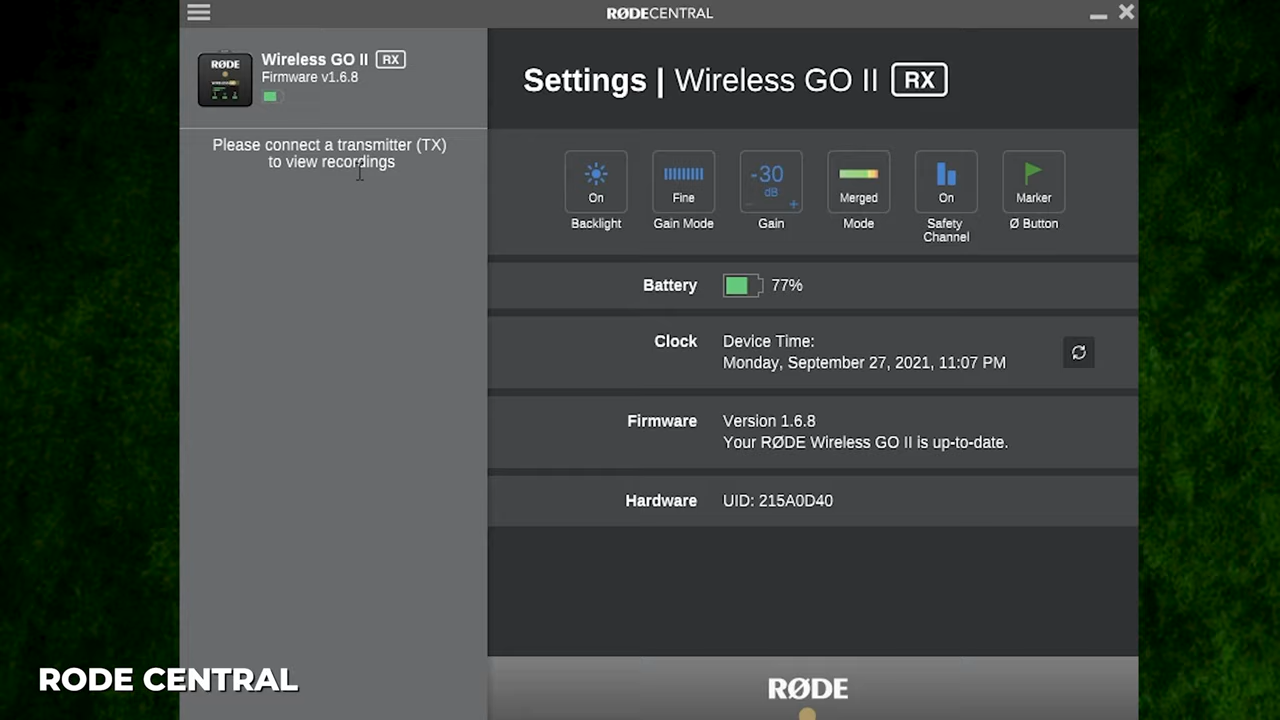 RØDECENTRAL
RØDE
Wireless GO II RX
Firmware v1.6.8
Please connect a transmitter (TX)
to view recordings
Settings | Wireless GO II RX
On
Backlight
Fine
Gain Mode
-30
dB
- +
Gain
Merged
Mode
On
Safety
Channel
Marker
Ø Button
Battery 77%
Clock Device Time:
Monday, September 27, 2021, 11:07 PM
Firmware Version 1.6.8
Your RØDE Wireless GO II is up-to-date.
Hardware UID: 215A0D40
RØDE
RODE CENTRAL